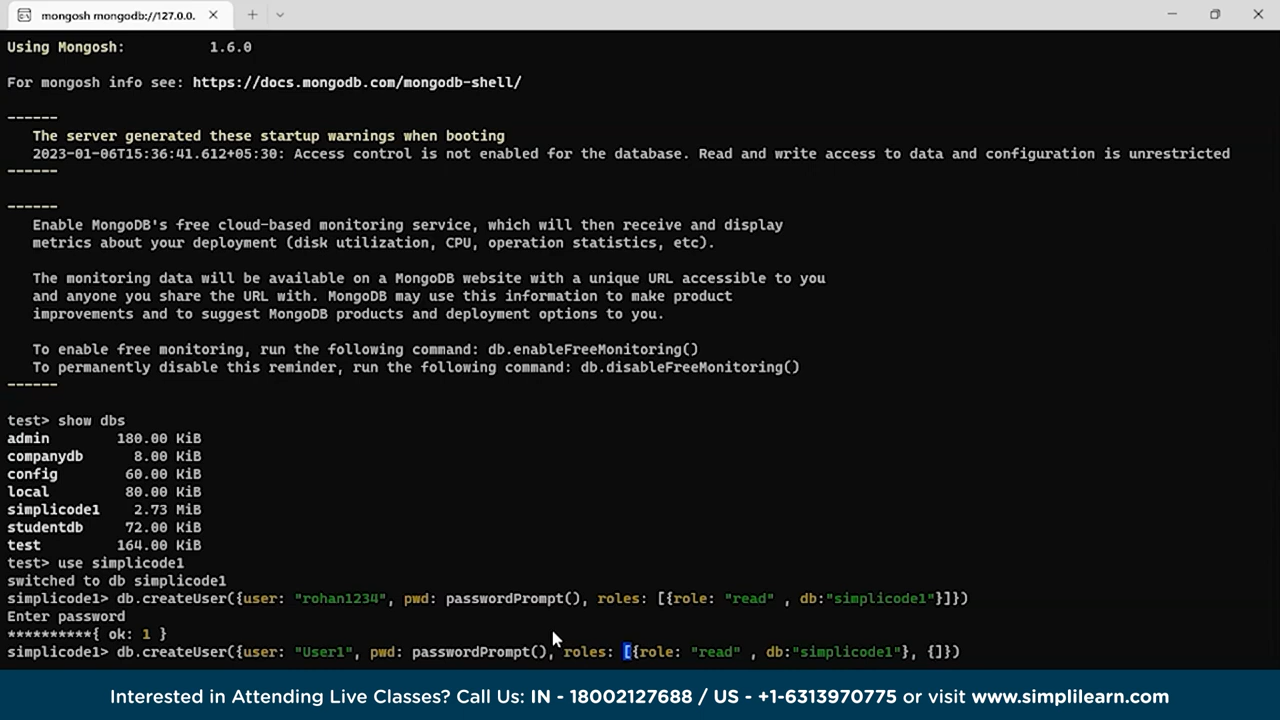 mongosh mongodb://127.0.0.
Using Mongosh: 1.6.0
For mongosh info see: https://docs.mongodb.com/mongodb-shell/
------
The server generated these startup warnings when booting
2023-01-06T15:36:41.612+05:30: Access control is not enabled for the database. Read and write access to data and configuration is unrestricted
------
------
Enable MongoDB's free cloud-based monitoring service, which will then receive and display
metrics about your deployment (disk utilization, CPU, operation statistics, etc).
The monitoring data will be available on a MongoDB website with a unique URL accessible to you
and anyone you share the URL with. MongoDB may use this information to make product
improvements and to suggest MongoDB products and deployment options to you.
To enable free monitoring, run the following command: db.enableFreeMonitoring()
To permanently disable this reminder, run the following command: db.disableFreeMonitoring()
------
test> show dbs
admin 180.00 KiB
companydb 8.00 KiB
config 60.00 KiB
local 80.00 KiB
simplicode1 2.73 MiB
studentdb 72.00 KiB
test 164.00 KiB
test> use simplicode1
switched to db simplicode1
simplicode1> db.createUser({user: "rohan1234", pwd: passwordPrompt(), roles: [{role: "read" , db:"simplicode1"}]})
Enter password
**********{ ok: 1 }
simplicode1> db.createUser({user: "User1", pwd: passwordPrompt(), roles: [{role: "read" , db:"simplicode1"}, {]})
Interested in Attending Live Classes? Call Us: IN - 18002127688 / US - +1-6313970775 or visit www.simplilearn.com